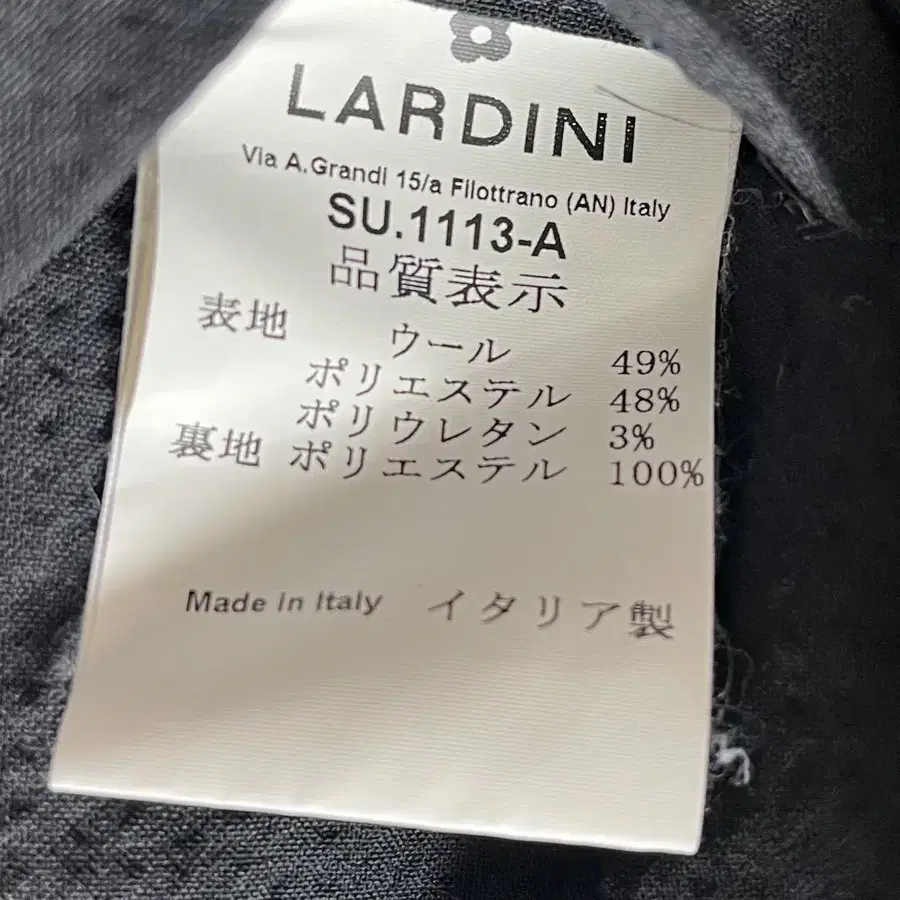 LARDINI
Via A.Grandi 15/a Filottrano (AN) Italy
SU.1113-A
品質表示
表地 ウール 49%
ポリエステル 48%
ポリウレタン 3%
裏地 ポリエステル 100%
Made in Italy イタリア製